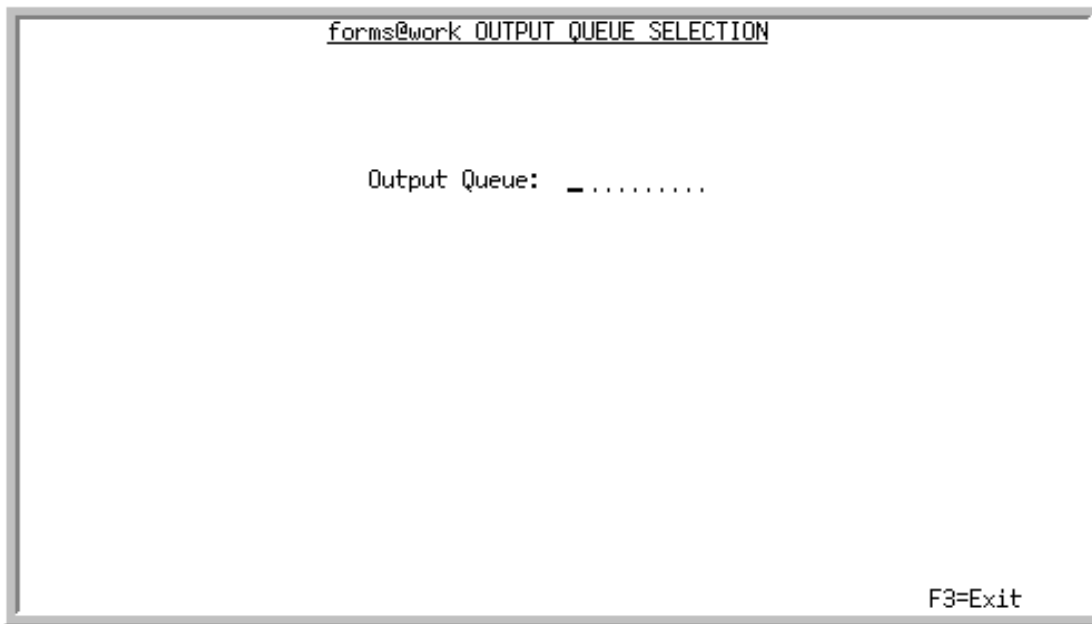 forms@work OUTPUT QUEUE SELECTION
Output Queue: _.........
F3=Exit